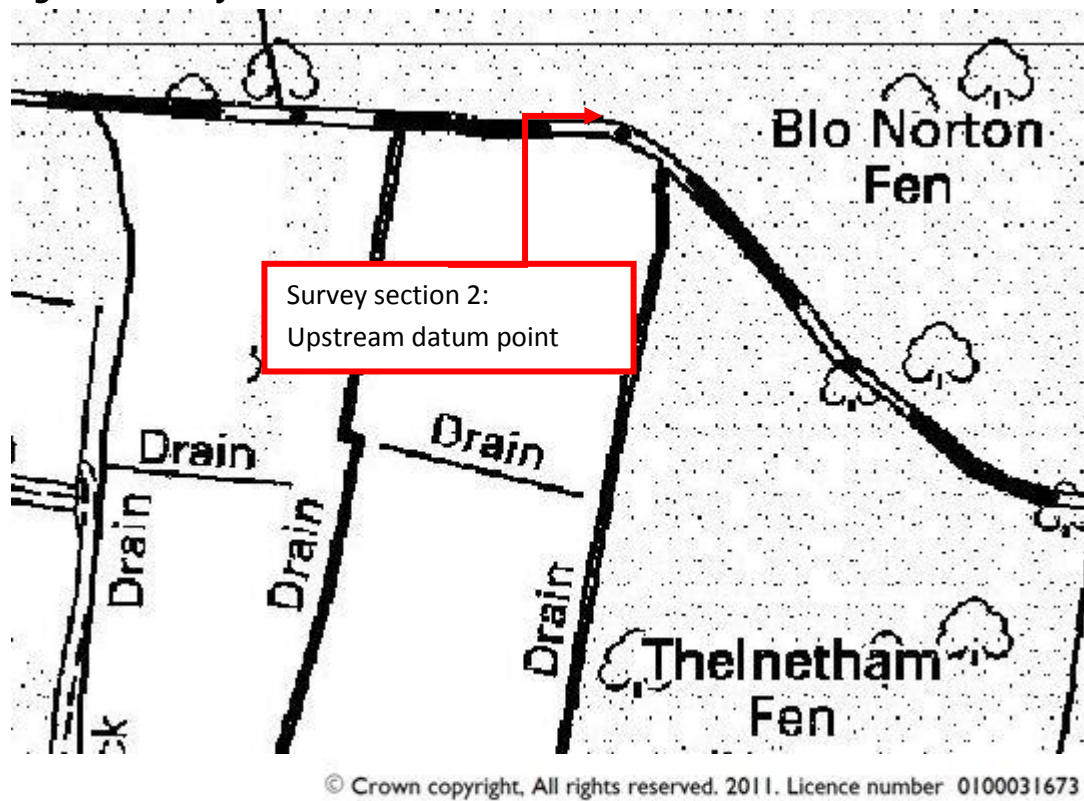 Blo Norton
Fen
Survey section 2:
Upstream datum point
Drain
Drain
Drain
Drain
Drain
Thelnetham
Fen
ck
© Crown copyright, All rights reserved. 2011. Licence number 0100031673